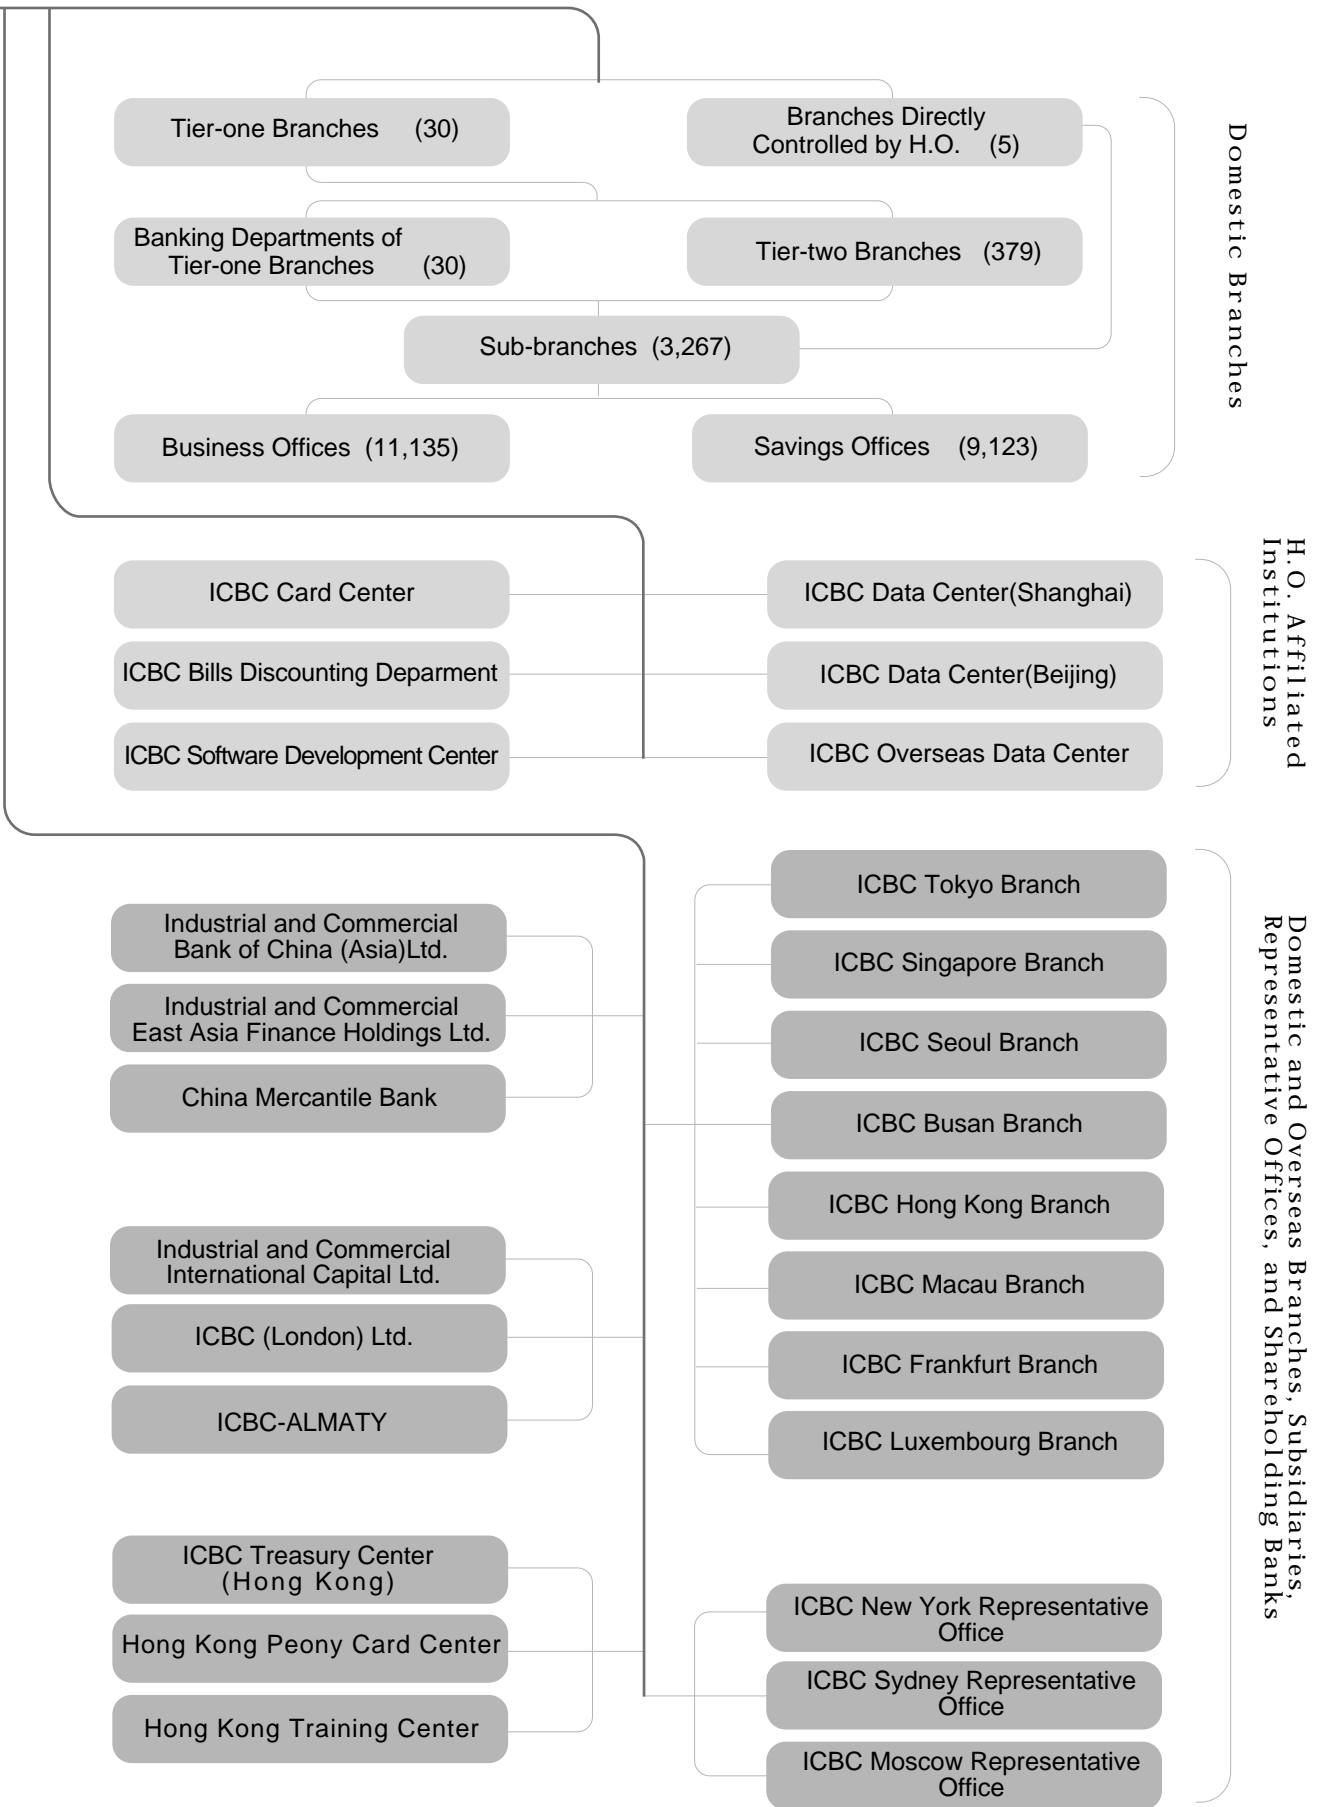 Tier-one Branches (30)
Branches Directly
Controlled by H.O. (5)
Banking Departments of
Tier-one Branches (30)
Tier-two Branches (379)
Sub-branches (3,267)
Business Offices (11,135)
Savings Offices (9,123)
Domestic Branches
ICBC Card Center
ICBC Data Center(Shanghai)
ICBC Bills Discounting Deparment
ICBC Data Center(Beijing)
ICBC Software Development Center
ICBC Overseas Data Center
H.O. Affiliated
Institutions
Industrial and Commercial
Bank of China (Asia)Ltd.
Industrial and Commercial
East Asia Finance Holdings Ltd.
China Mercantile Bank
Industrial and Commercial
International Capital Ltd.
ICBC (London) Ltd.
ICBC-ALMATY
ICBC Treasury Center
(Hong Kong)
Hong Kong Peony Card Center
Hong Kong Training Center
ICBC Tokyo Branch
ICBC Singapore Branch
ICBC Seoul Branch
ICBC Busan Branch
ICBC Hong Kong Branch
ICBC Macau Branch
ICBC Frankfurt Branch
ICBC Luxembourg Branch
ICBC New York Representative
Office
ICBC Sydney Representative
Office
ICBC Moscow Representative
Office
Domestic and Overseas Branches, Subsidiaries,
Representative Offices, and Shareholding Banks